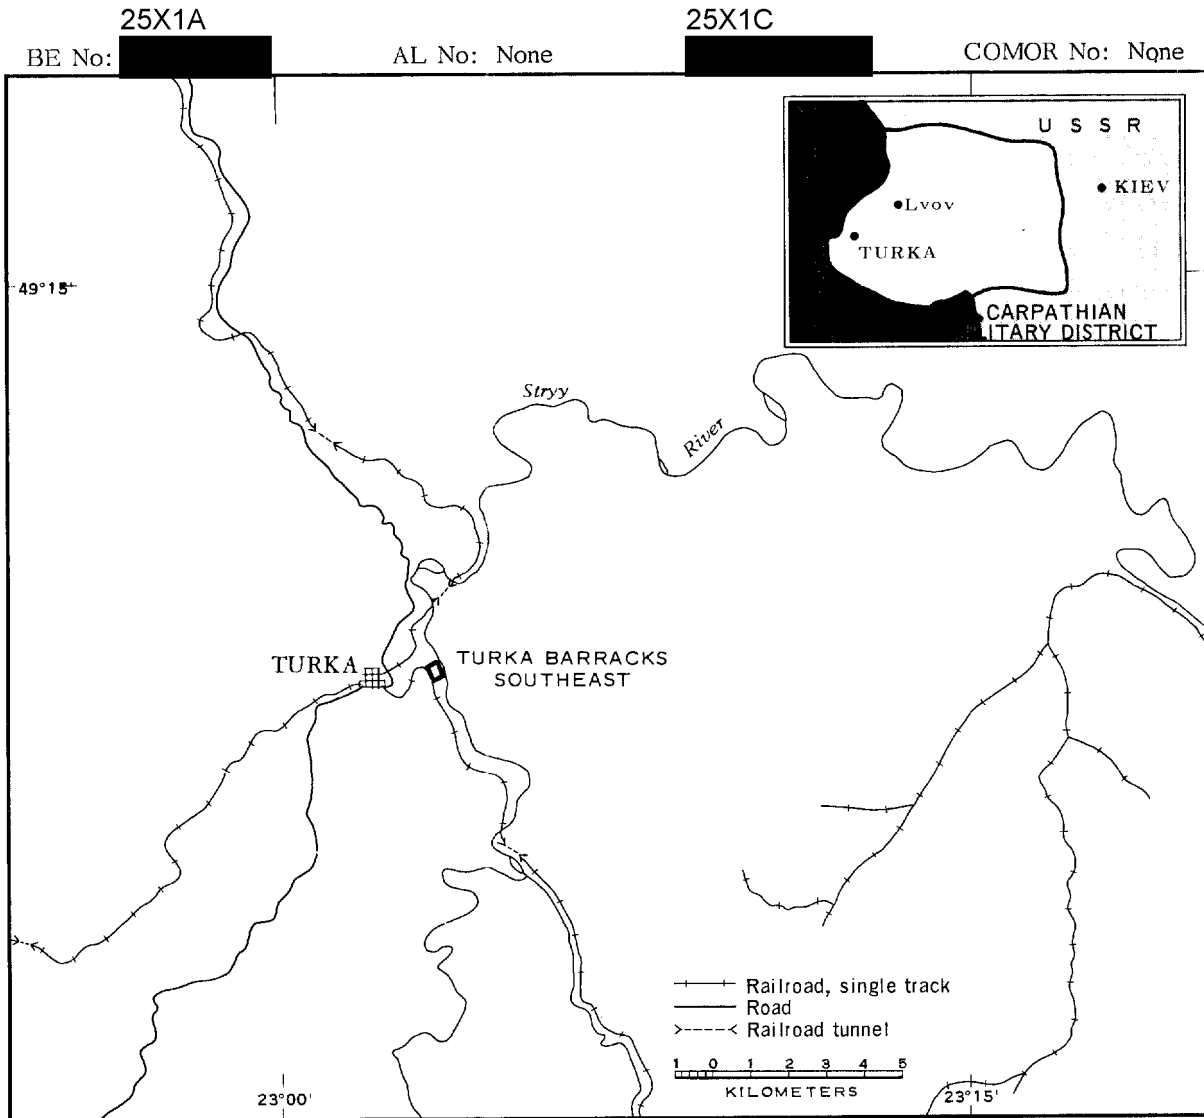 25X1A 25X1C
BE No: AL No: None COMOR No: None
U S S R
KIEV
Lvov
TURKA
CARPATHIAN
ITARY DISTRICT
49°15'
Stryy
River
TURKA
TURKA BARRACKS
SOUTHEAST
Railroad, single track
Road
Railroad tunnel
1 0 1 2 3 4 5
KILOMETERS
23°00' 23°15'